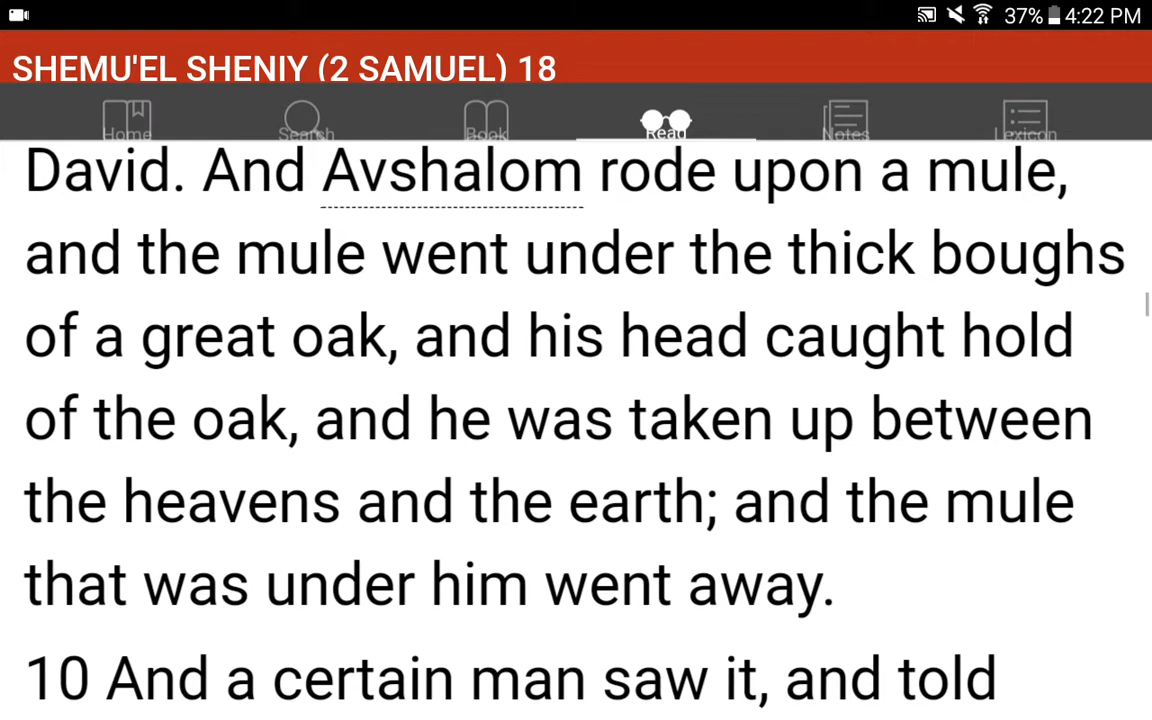 37% 4:22 PM
SHEMU'EL SHENIY (2 SAMUEL) 18
Home Search Book Read Notes Lexicon
David. And Avshalom rode upon a mule,
and the mule went under the thick boughs
of a great oak, and his head caught hold
of the oak, and he was taken up between
the heavens and the earth; and the mule
that was under him went away.
10 And a certain man saw it, and told